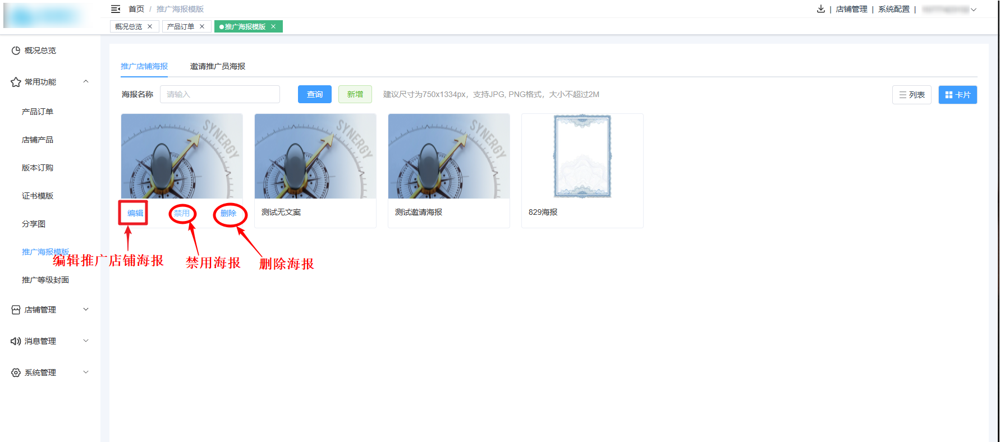 首页 / 推广海报模版
店铺管理 | 系统配置 |
概况总览 × 产品订单 × 推广海报模版 ×
概况总览
常用功能
产品订单
店铺产品
版本订购
证书模版
分享图
推广海报模版
推广等级封面
店铺管理
消息管理
系统管理
推广店铺海报 邀请推广员海报
海报名称 请输入 查询 新增 建议尺寸为750x1334px，支持JPG, PNG格式，大小不超过2M 列表 卡片
SYNERGY
SYNERGY
SYNERGY
编辑 禁用 删除
测试无文案
测试邀请海报
829海报
编辑推广店铺海报 禁用海报 删除海报